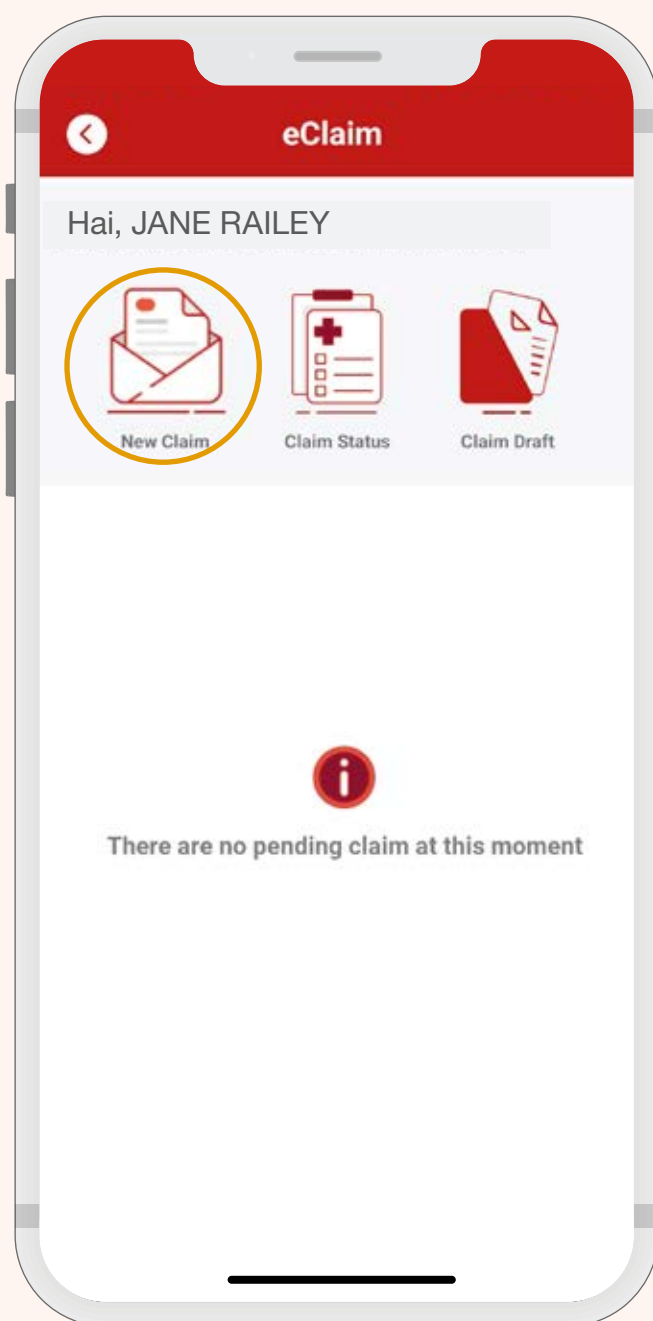 eClaim
Hai, JANE RAILEY
New Claim
Claim Status
Claim Draft
There are no pending claim at this moment